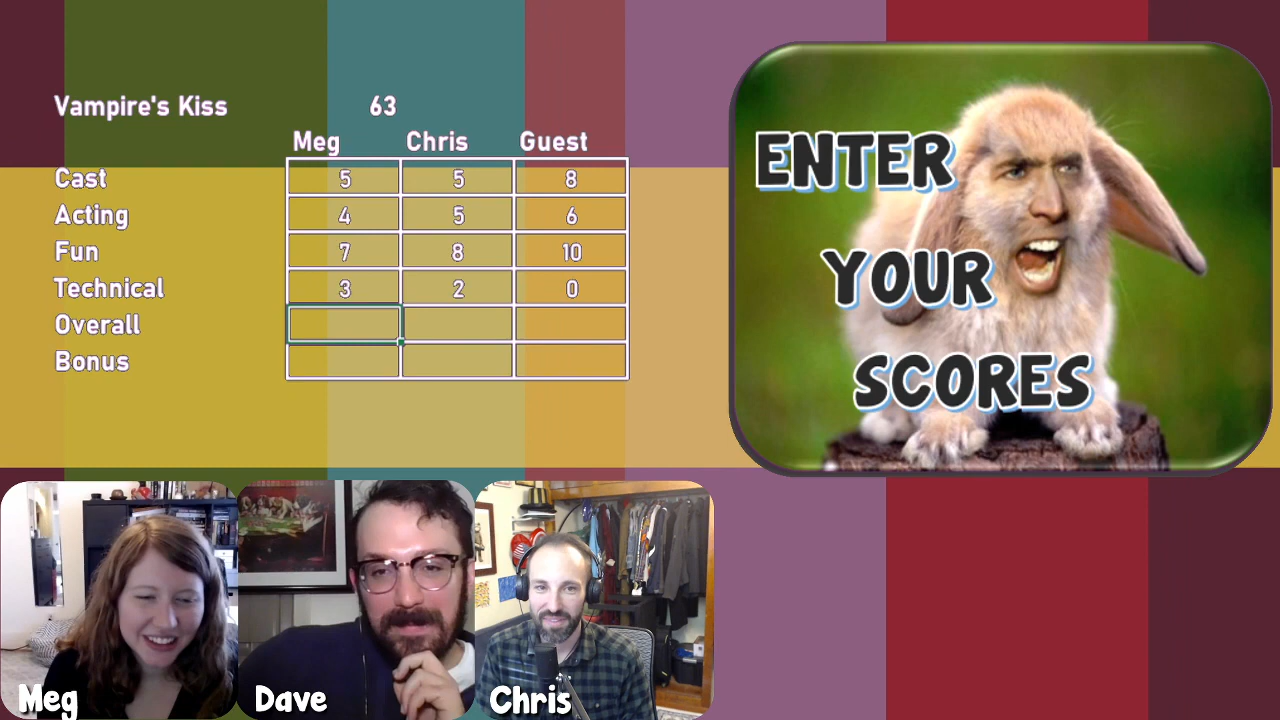 Vampire's Kiss 63
Meg Chris Guest
Cast 5 5 8
Acting 4 5 6
Fun 7 8 10
Technical 3 2 0
Overall
Bonus
ENTER
YOUR
SCORES
Meg
Dave
Chris